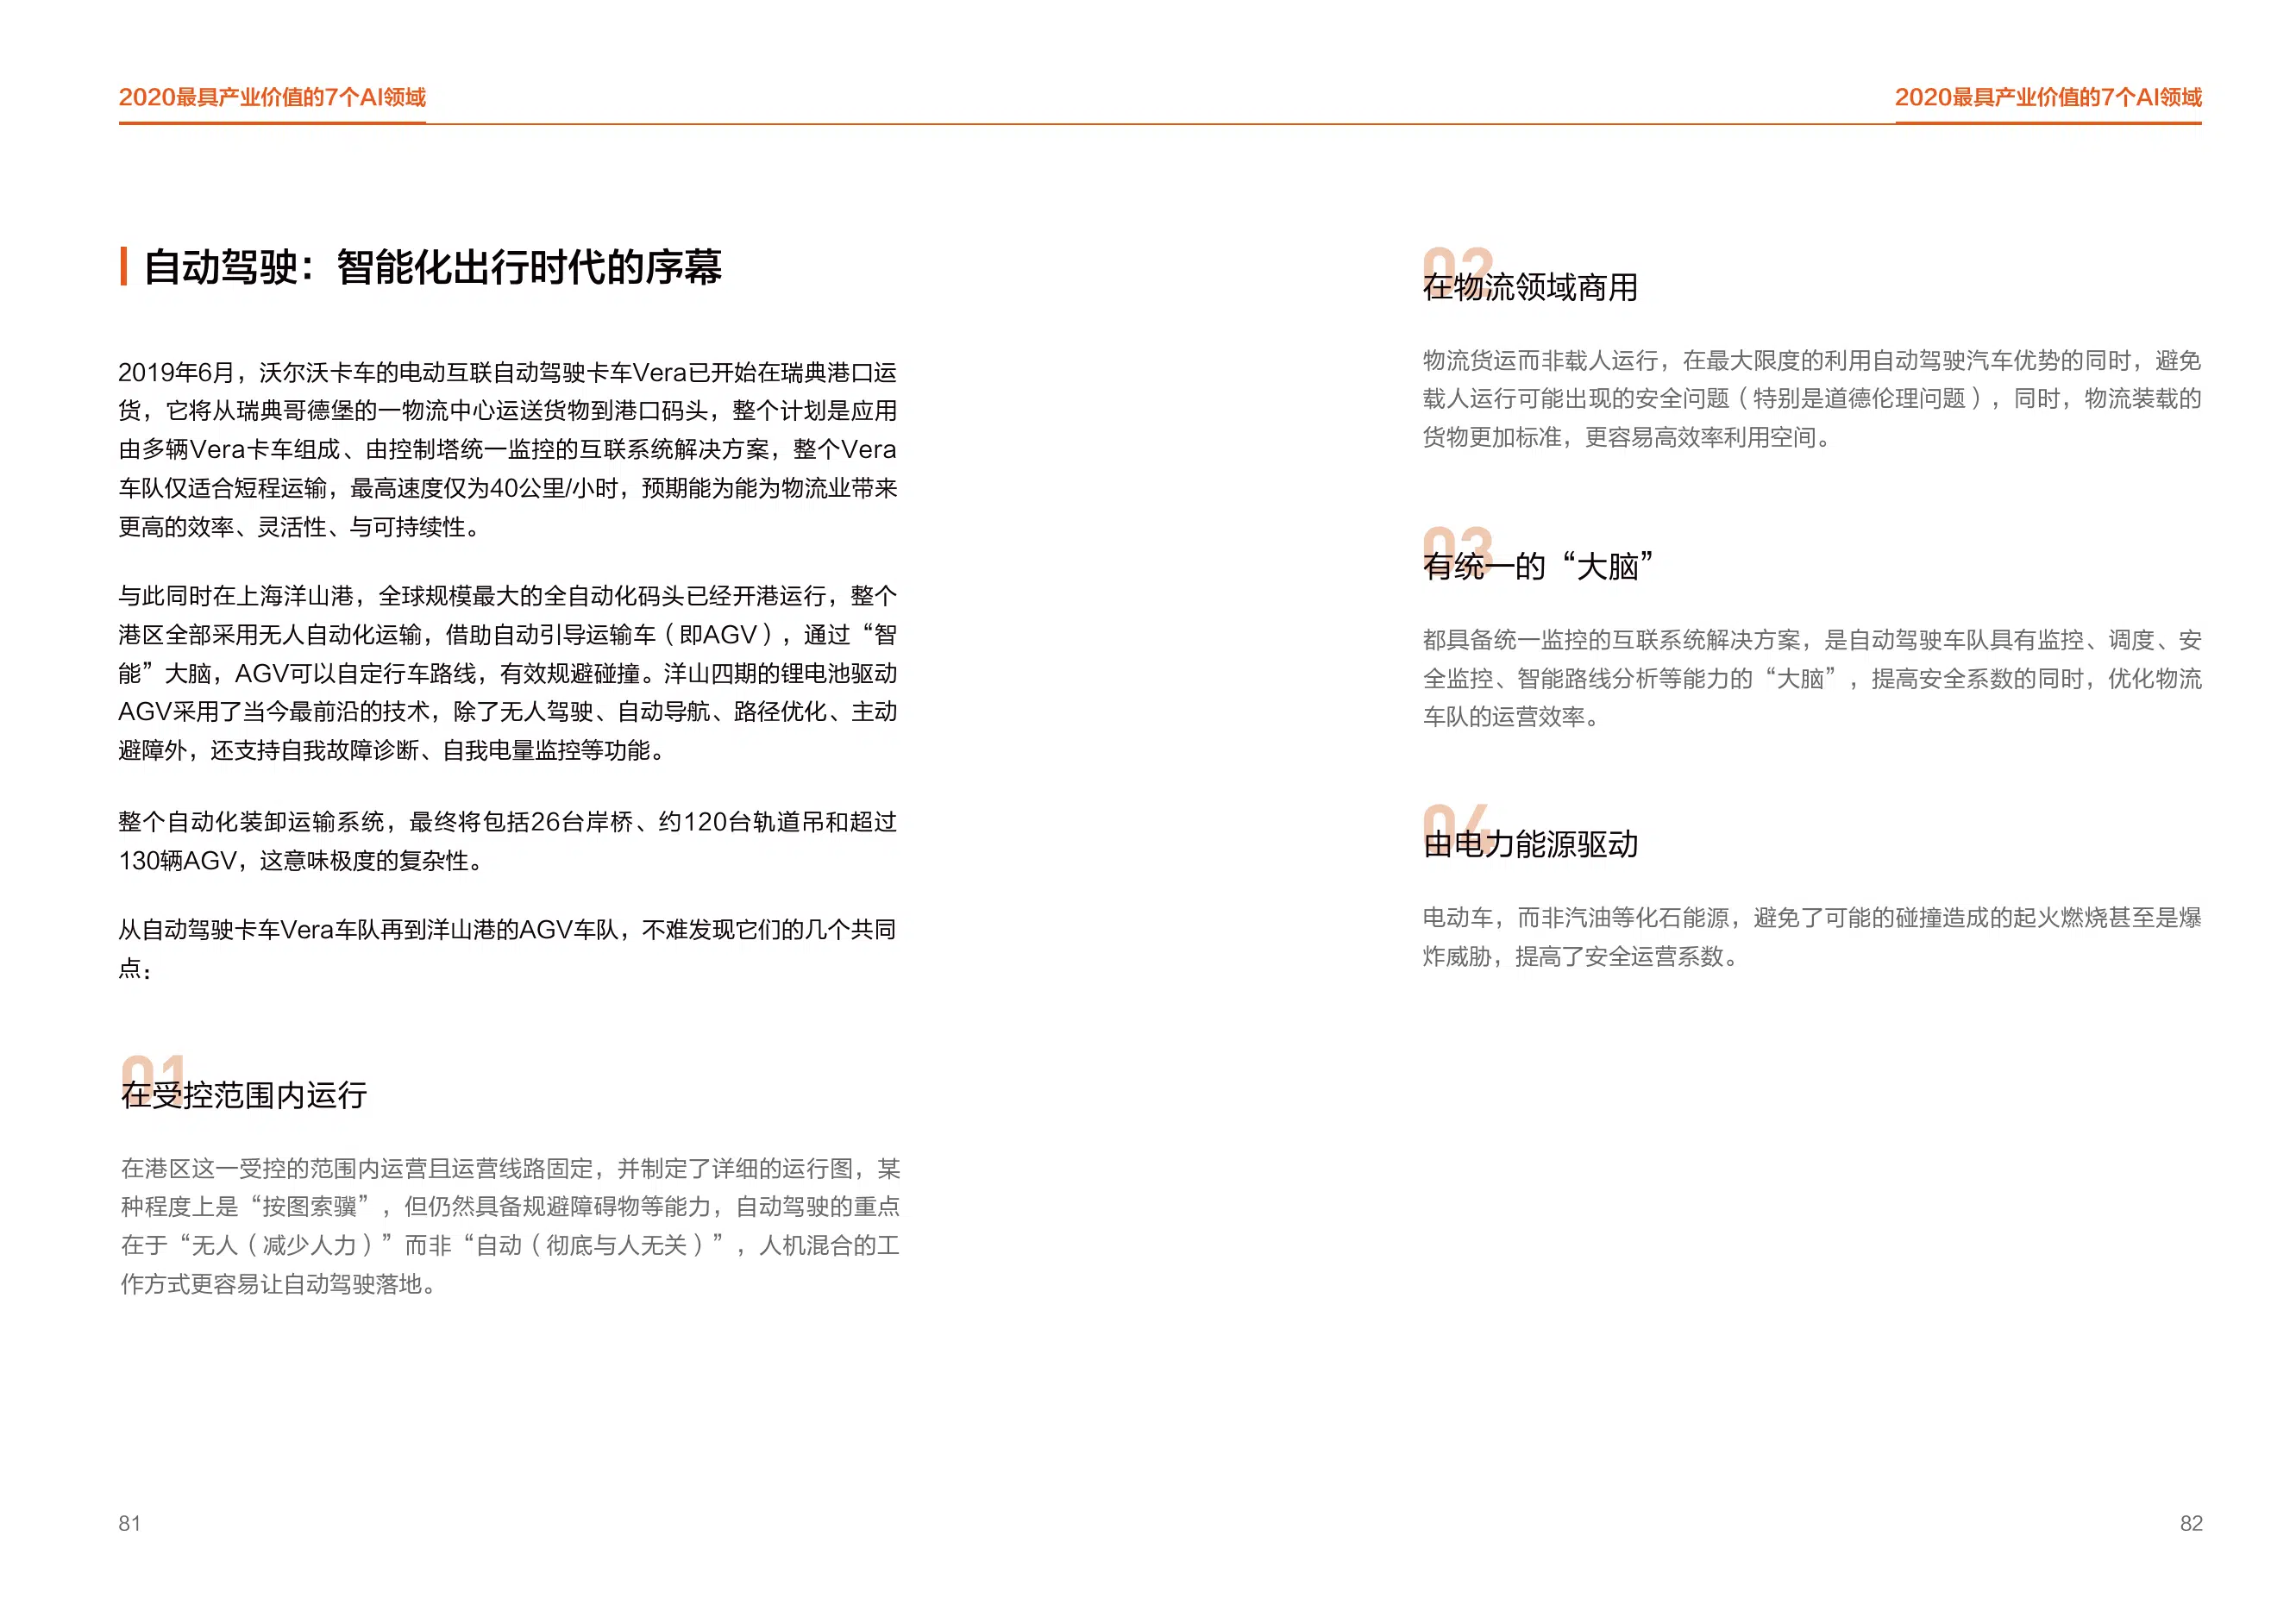 2020最具产业价值的7个AI领域
2020最具产业价值的7个AI领域
自动驾驶：智能化出行时代的序幕
2019年6月，沃尔沃卡车的电动互联自动驾驶卡车Vera已开始在瑞典港口运
货，它将从瑞典哥德堡的一物流中心运送货物到港口码头，整个计划是应用
由多辆Vera卡车组成、由控制塔统一监控的互联系统解决方案，整个Vera
车队仅适合短程运输，最高速度仅为40公里/小时，预期能为能为物流业带来
更高的效率、灵活性、与可持续性。
与此同时在上海洋山港，全球规模最大的全自动化码头已经开港运行，整个
港区全部采用无人自动化运输，借助自动引导运输车（即AGV），通过“智
能”大脑，AGV可以自定行车路线，有效规避碰撞。洋山四期的锂电池驱动
AGV采用了当今最前沿的技术，除了无人驾驶、自动导航、路径优化、主动
避障外，还支持自我故障诊断、自我电量监控等功能。
整个自动化装卸运输系统，最终将包括26台岸桥、约120台轨道吊和超过
130辆AGV，这意味极度的复杂性。
从自动驾驶卡车Vera车队再到洋山港的AGV车队，不难发现它们的几个共同
点：
01
在受控范围内运行
在港区这一受控的范围内运营且运营线路固定，并制定了详细的运行图，某
种程度上是“按图索骥”，但仍然具备规避障碍物等能力，自动驾驶的重点
在于“无人（减少人力）”而非“自动（彻底与人无关）”，人机混合的工
作方式更容易让自动驾驶落地。
02
在物流领域商用
物流货运而非载人运行，在最大限度的利用自动驾驶汽车优势的同时，避免
载人运行可能出现的安全问题（特别是道德伦理问题），同时，物流装载的
货物更加标准，更容易高效率利用空间。
03
有统一的“大脑”
都具备统一监控的互联系统解决方案，是自动驾驶车队具有监控、调度、安
全监控、智能路线分析等能力的“大脑”，提高安全系数的同时，优化物流
车队的运营效率。
04
由电力能源驱动
电动车，而非汽油等化石能源，避免了可能的碰撞造成的起火燃烧甚至是爆
炸威胁，提高了安全运营系数。
81
82